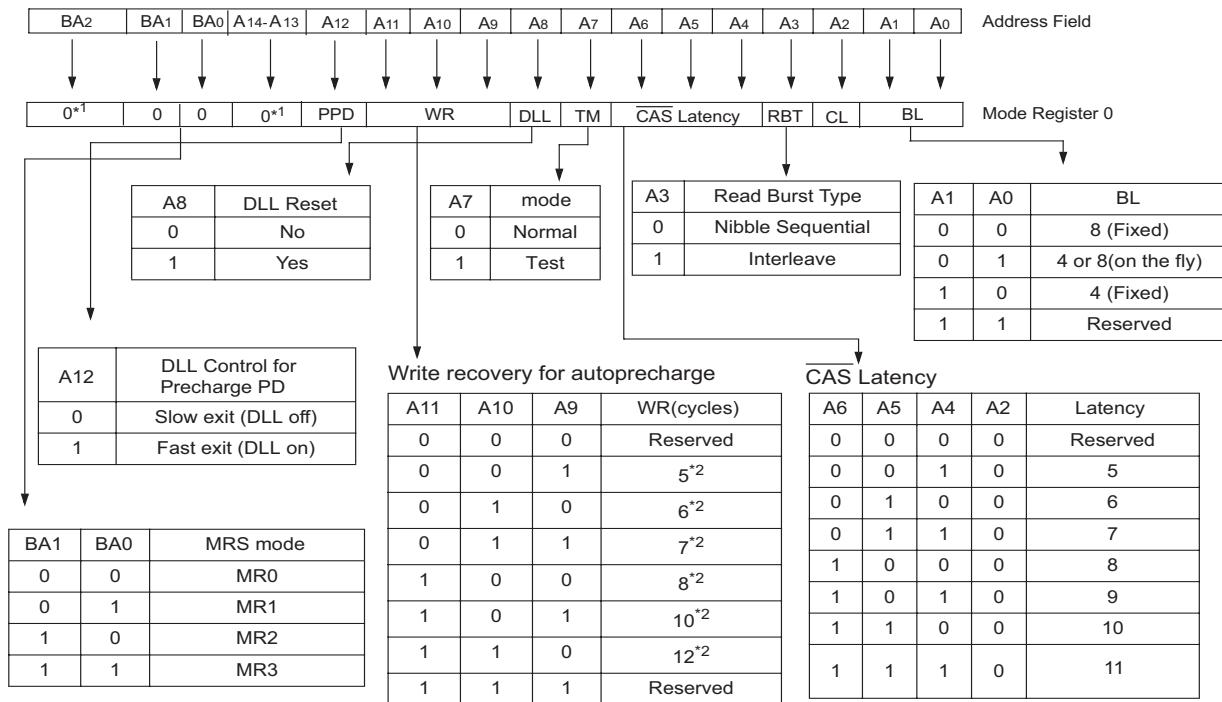 BA2 BA1 BA0 A14-A13 A12 A11 A10 A9 A8 A7 A6 A5 A4 A3 A2 A1 A0 Address Field
0*1 0 0 0*1 PPD WR DLL TM CAS Latency RBT CL BL Mode Register 0
A8 DLL Reset
0 No
1 Yes
A7 mode
0 Normal
1 Test
A3 Read Burst Type
0 Nibble Sequential
1 Interleave
A1 A0 BL
0 0 8 (Fixed)
0 1 4 or 8(on the fly)
1 0 4 (Fixed)
1 1 Reserved
A12 DLL Control for
Precharge PD
0 Slow exit (DLL off)
1 Fast exit (DLL on)
Write recovery for autoprecharge
A11 A10 A9 WR(cycles)
0 0 0 Reserved
0 0 1 5*2
0 1 0 6*2
0 1 1 7*2
1 0 0 8*2
1 0 1 10*2
1 1 0 12*2
1 1 1 Reserved
CAS Latency
A6 A5 A4 A2 Latency
0 0 0 0 Reserved
0 0 1 0 5
0 1 0 0 6
0 1 1 0 7
1 0 0 0 8
1 0 1 0 9
1 1 0 0 10
1 1 1 0 11
BA1 BA0 MRS mode
0 0 MR0
0 1 MR1
1 0 MR2
1 1 MR3